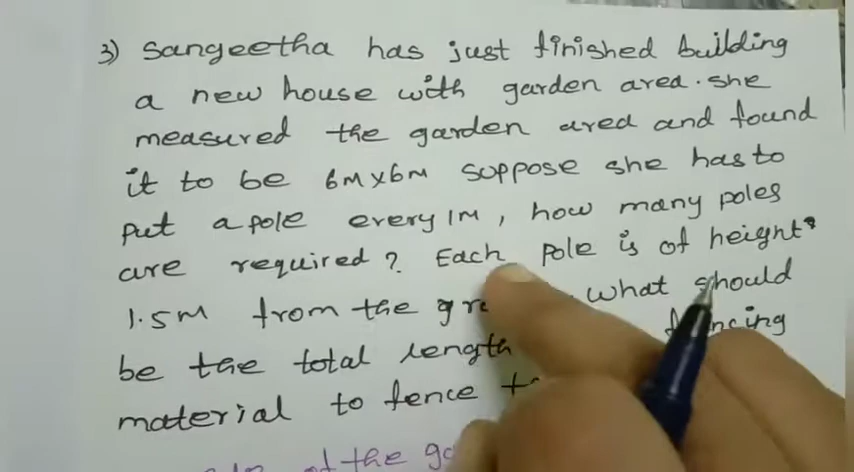 3) Sangeetha has just finished building
a new house with garden area. she
measured the garden area and found
it to be 6M x 6M suppose she has to
put a pole every 1M, how many poles
are required? Each pole is of height
1.5M from the what should
be the total length
material to fence
of the